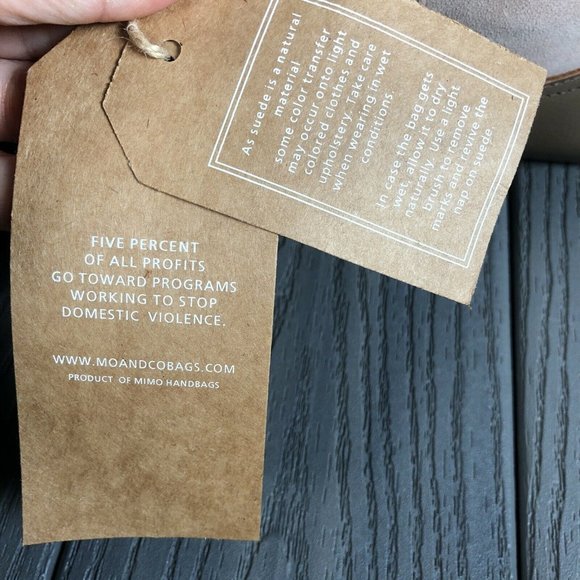 FIVE PERCENT
OF ALL PROFITS
GO TOWARD PROGRAMS
WORKING TO STOP
DOMESTIC VIOLENCE.
WWW.MOANDCOBAGS.COM
PRODUCT OF MIMO HANDBAGS
As suede is a natural
material
some color transfer
may occur onto light
colored clothes and
upholstery. Take care
when wearing in wet
conditions.
In case the bag gets
wet, allow it to dry
naturally. Use a light
brush to remove
marks and revive the
nap on suede.